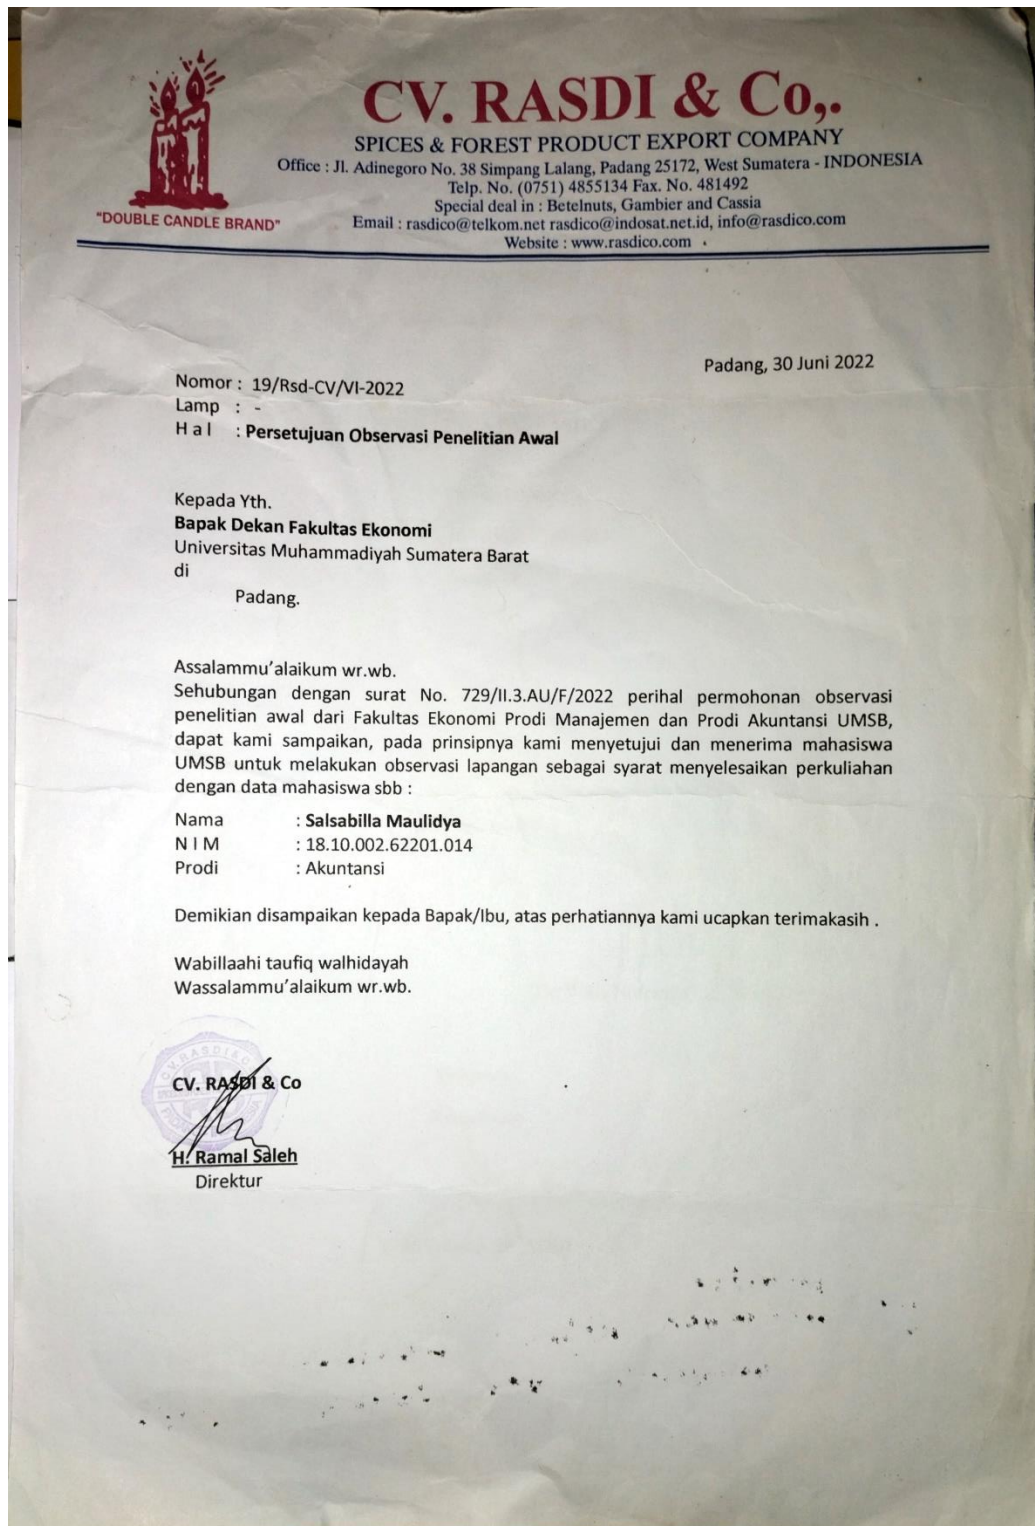 CV. RASDI & Co,.
SPICES & FOREST PRODUCT EXPORT COMPANY
Office : Jl. Adinegoro No. 38 Simpang Lalang, Padang 25172, West Sumatera - INDONESIA
Telp. No. (0751) 4855134 Fax. No. 481492
Special deal in : Betelnuts, Gambier and Cassia
Email : rasdico@telkom.net rasdico@indosat.net.id, info@rasdico.com
Website : www.rasdico.com
"DOUBLE CANDLE BRAND"
Padang, 30 Juni 2022
Nomor : 19/Rsd-CV/VI-2022
Lamp : -
H a l : Persetujuan Observasi Penelitian Awal
Kepada Yth.
Bapak Dekan Fakultas Ekonomi
Universitas Muhammadiyah Sumatera Barat
di
Padang.
Assalammu'alaikum wr.wb.
Sehubungan dengan surat No. 729/II.3.AU/F/2022 perihal permohonan observasi
penelitian awal dari Fakultas Ekonomi Prodi Manajemen dan Prodi Akuntansi UMSB,
dapat kami sampaikan, pada prinsipnya kami menyetujui dan menerima mahasiswa
UMSB untuk melakukan observasi lapangan sebagai syarat menyelesaikan perkuliahan
dengan data mahasiswa sbb :
Nama : Salsabilla Maulidya
N I M : 18.10.002.62201.014
Prodi : Akuntansi
Demikian disampaikan kepada Bapak/Ibu, atas perhatiannya kami ucapkan terimakasih .
Wabillaahi taufiq walhidayah
Wassalammu'alaikum wr.wb.
CV. RASDI & Co
H. Ramal Saleh
Direktur